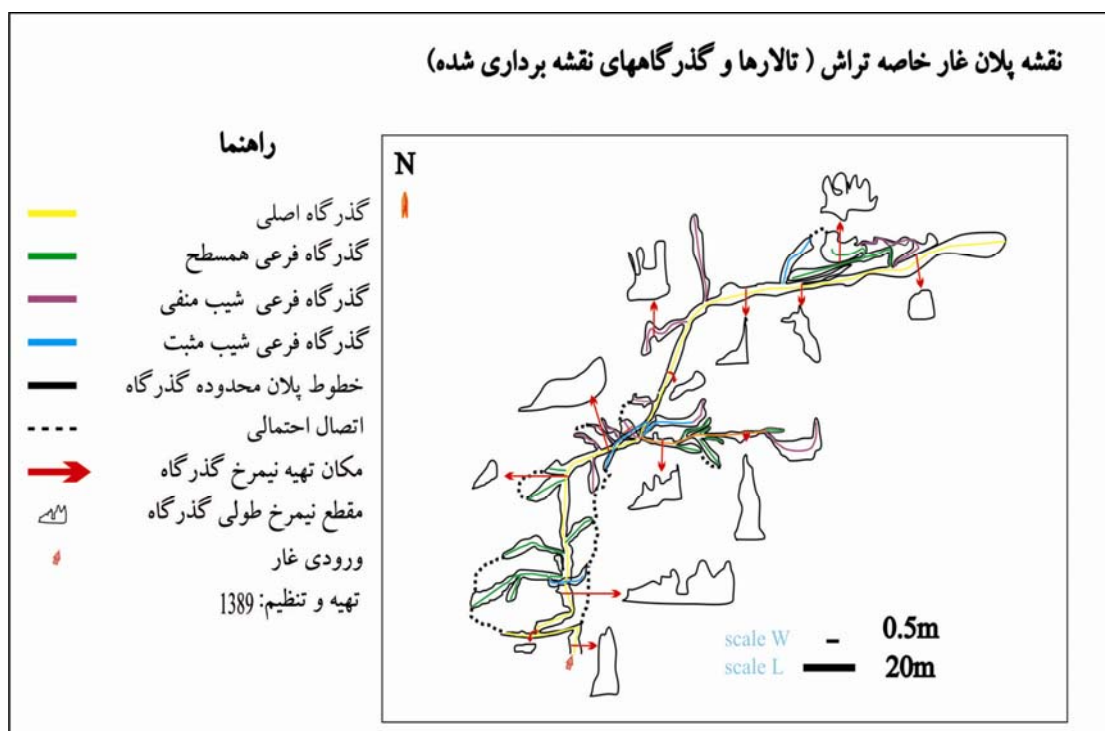 نقشه پلان غار خاصه تراش ( تالارها و گذرگاههای نقشه برداری شده)
راهنما
گذرگاه اصلی
گذرگاه فرعی همسطح
گذرگاه فرعی شیب منفی
گذرگاه فرعی شیب مثبت
خطوط پلان محدوده گذرگاه
اتصال احتمالی
مکان تهیه نیمرخ گذرگاه
مقطع نیمرخ طولی گذرگاه
ورودی غار
تهیه و تنظیم: 1389
N
scale W 0.5m
scale L 20m